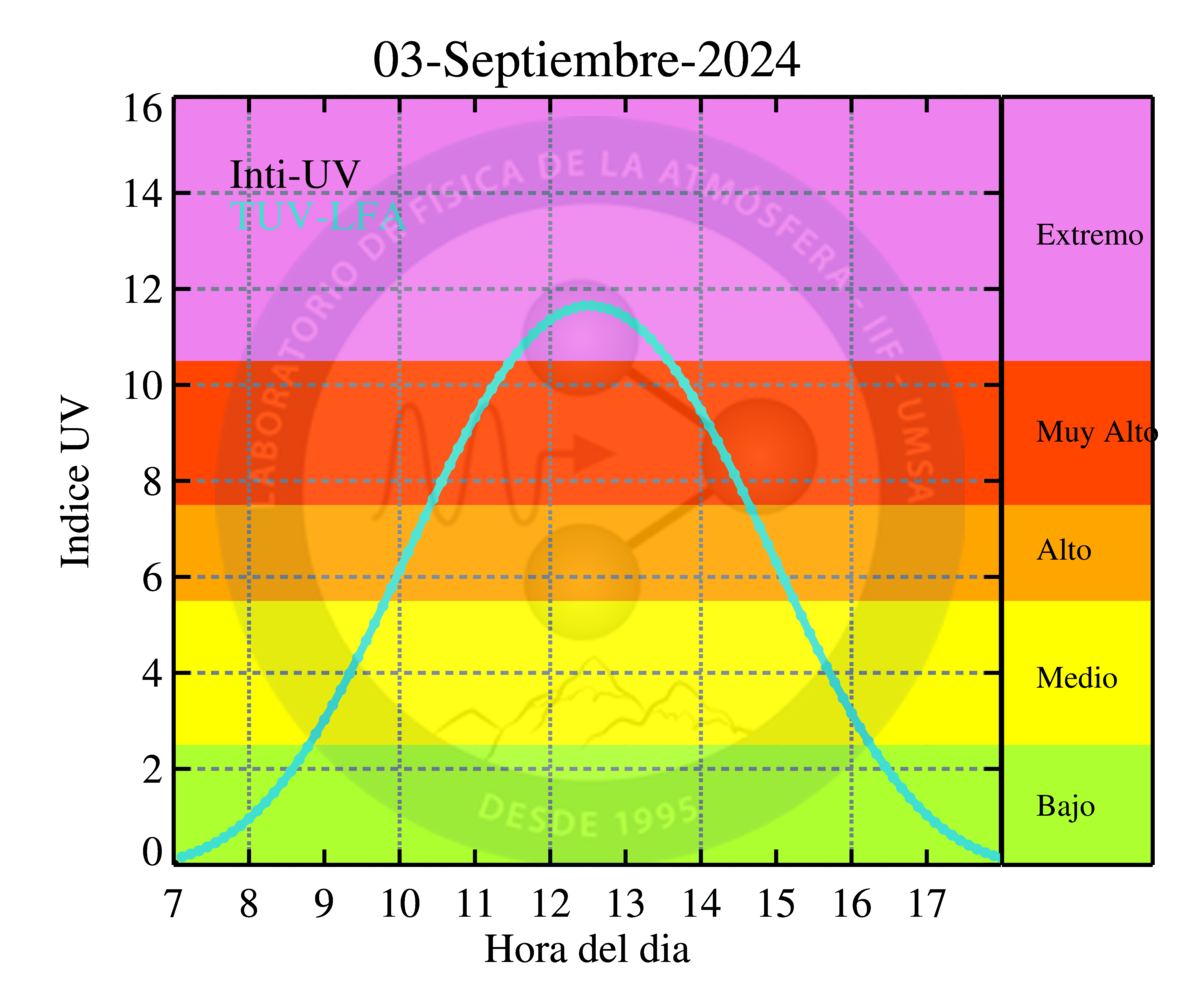 03-Septiembre-2024
16
14
12
10
8
6
4
2
0
Indice UV
Inti-UV
TUV-LFA
LABORATORIO DE FÍSICA DE LA ATMÓSFERA - IIF - UMSA
DESDE 1995
Extremo
Muy Alto
Alto
Medio
Bajo
7 8 9 10 11 12 13 14 15 16 17
Hora del dia